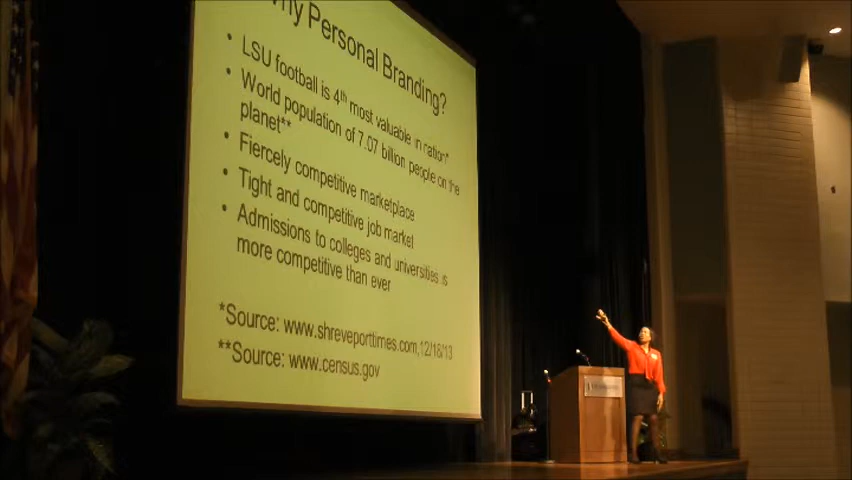 Why Personal Branding?
• LSU football is 4th most valuable in nation*
• World population of 7.07 billion people on the
planet**
• Fiercely competitive marketplace
• Tight and competitive job market
• Admissions to colleges and universities is
more competitive than ever
*Source: www.shreveporttimes.com,12/18/13
**Source: www.census.gov